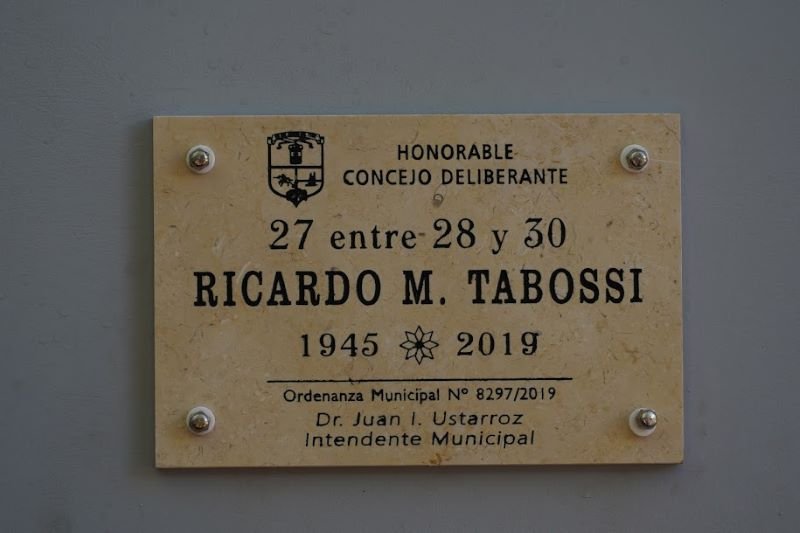 HONORABLE
CONCEJO DELIBERANTE
27 entre 28 y 30
RICARDO M. TABOSSI
1945 2019
Ordenanza Municipal Nº 8297/2019
Dr. Juan I. Ustarroz
Intendente Municipal